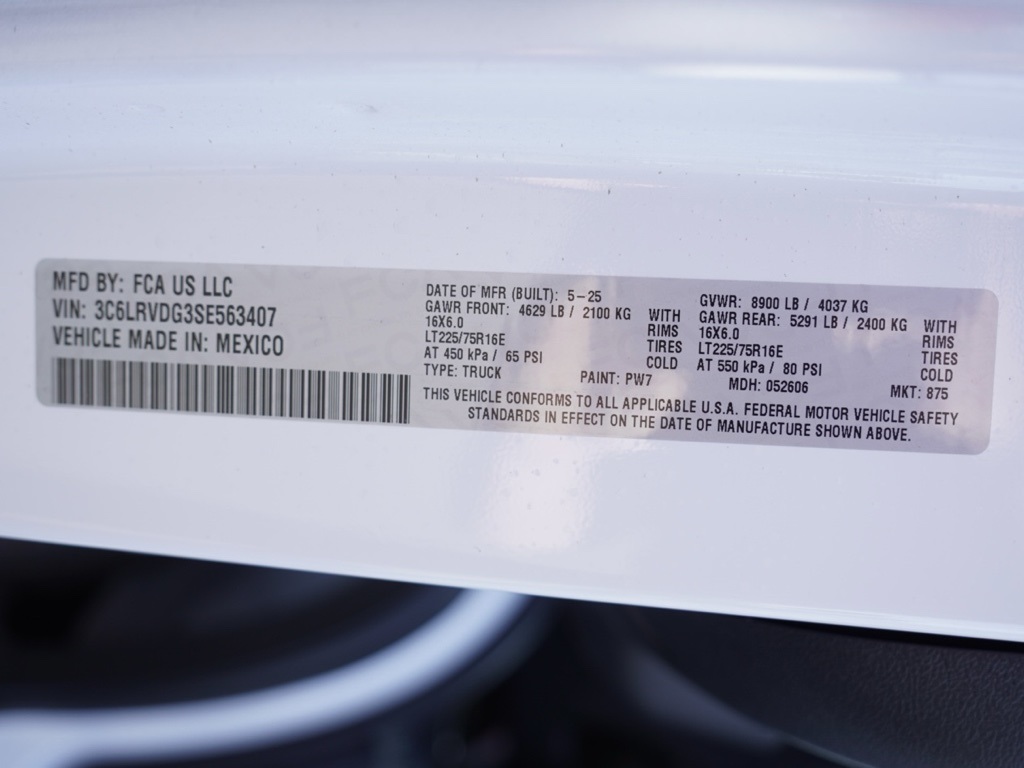 MFD BY: FCA US LLC
VIN: 3C6LRVDG3SE563407
VEHICLE MADE IN: MEXICO
DATE OF MFR (BUILT): 5-25
GAWR FRONT: 4629 LB / 2100 KG WITH
16X6.0 RIMS
LT225/75R16E TIRES
AT 450 kPa / 65 PSI COLD
TYPE: TRUCK PAINT: PW7
GVWR: 8900 LB / 4037 KG
GAWR REAR: 5291 LB / 2400 KG WITH
16X6.0 RIMS
LT225/75R16E TIRES
AT 550 kPa / 80 PSI COLD
MDH: 052606 MKT: 875
THIS VEHICLE CONFORMS TO ALL APPLICABLE U.S.A. FEDERAL MOTOR VEHICLE SAFETY
STANDARDS IN EFFECT ON THE DATE OF MANUFACTURE SHOWN ABOVE.